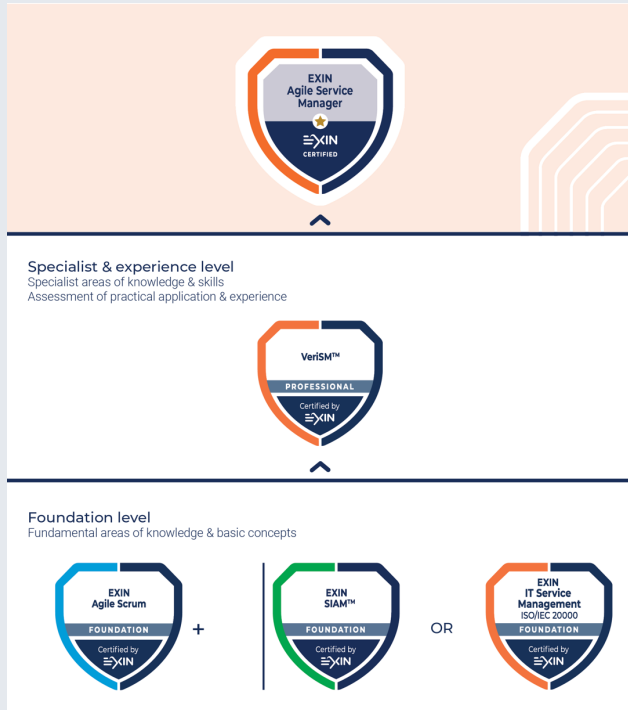 EXIN
Agile Service
Manager
EXIN
CERTIFIED
Specialist & experience level
Specialist areas of knowledge & skills
Assessment of practical application & experience
VeriSM™
PROFESSIONAL
Certified by
EXIN
Foundation level
Fundamental areas of knowledge & basic concepts
EXIN
Agile Scrum
FOUNDATION
Certified by
EXIN
+
EXIN
SIAM™
FOUNDATION
Certified by
EXIN
OR
EXIN
IT Service
Management
ISO/IEC 20000
FOUNDATION
Certified by
EXIN